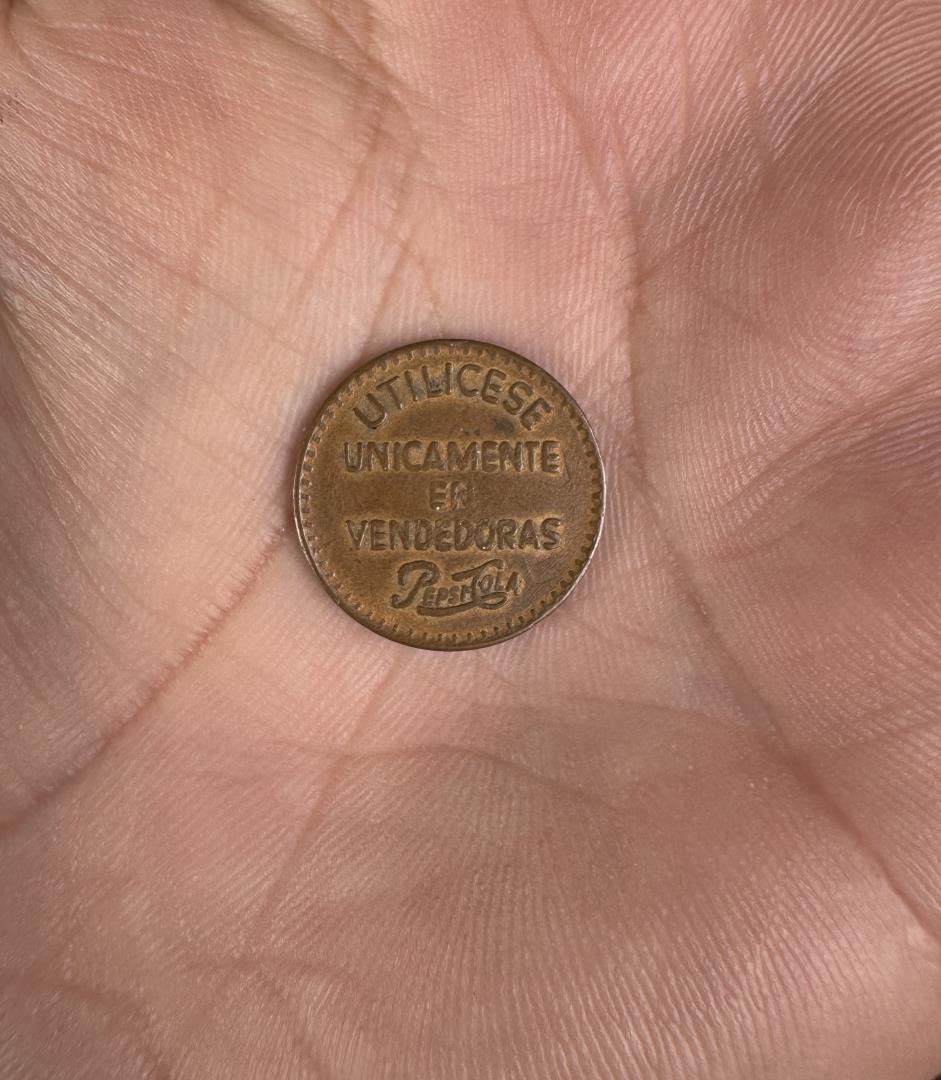 UTILICESE
UNICAMENTE
EN
VENDEDORAS
PEPSI-COLA